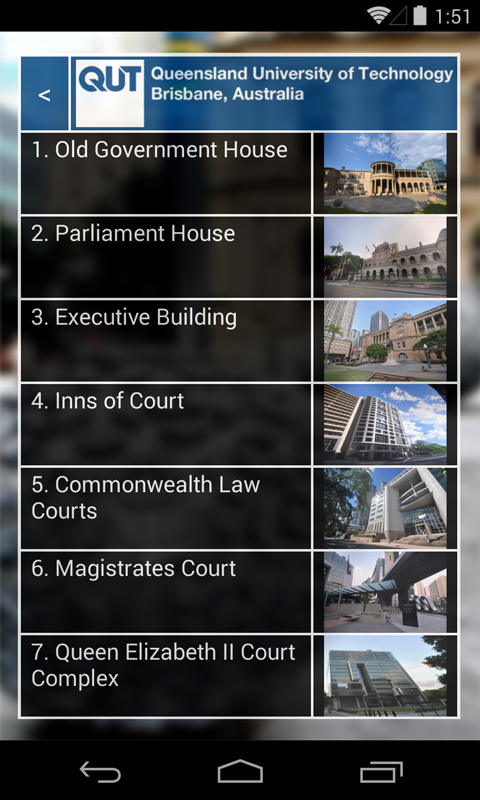 1:51
<
QUT
Queensland University of Technology
Brisbane, Australia
1. Old Government House
2. Parliament House
3. Executive Building
4. Inns of Court
5. Commonwealth Law
Courts
6. Magistrates Court
7. Queen Elizabeth II Court
Complex